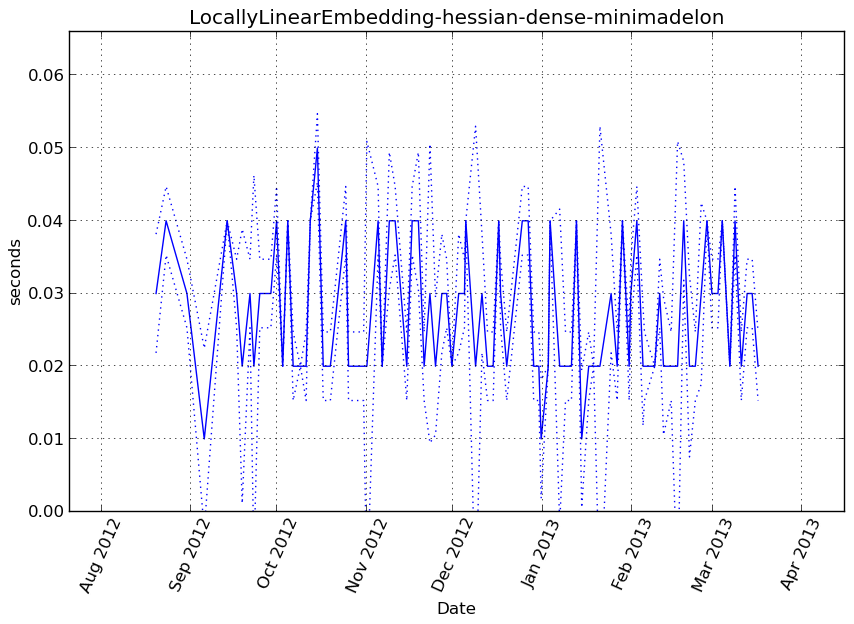 LocallyLinearEmbedding-hessian-dense-minimadelon
0.06
0.05
0.04
0.03
0.02
0.01
0.00
seconds
Aug 2012
Sep 2012
Oct 2012
Nov 2012
Dec 2012
Jan 2013
Feb 2013
Mar 2013
Apr 2013
Date